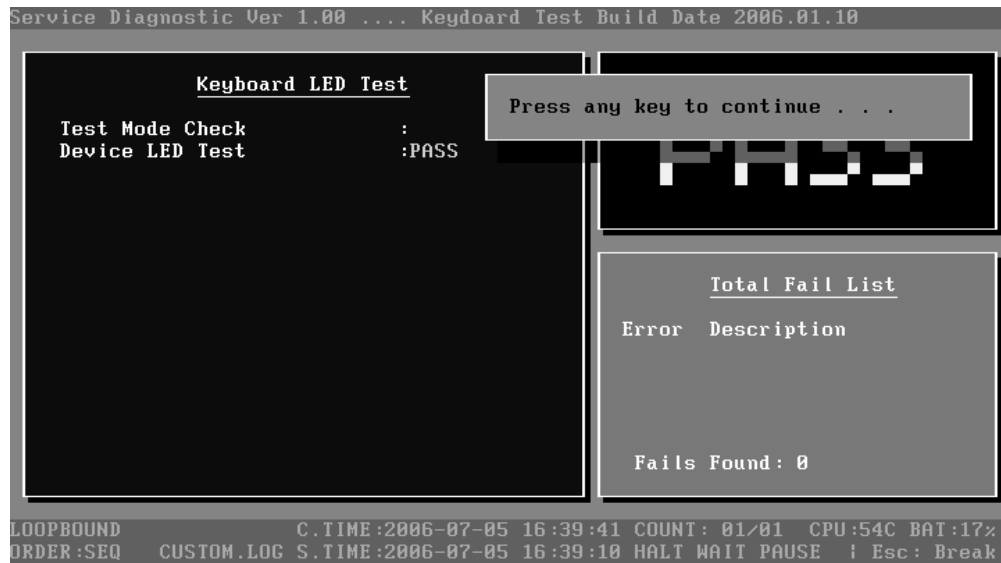 Service Diagnostic Ver 1.00 .... Keydoard Test Build Date 2006.01.10
Keyboard LED Test
Test Mode Check :
Device LED Test :PASS
Press any key to continue . . .
PASS
Total Fail List
Error Description
Fails Found: 0
LOOPBOUND C.TIME:2006-07-05 16:39:41 COUNT: 01/01 CPU:54C BAT:17%
ORDER:SEQ CUSTOM.LOG S.TIME:2006-07-05 16:39:10 HALT WAIT PAUSE ¦ Esc: Break